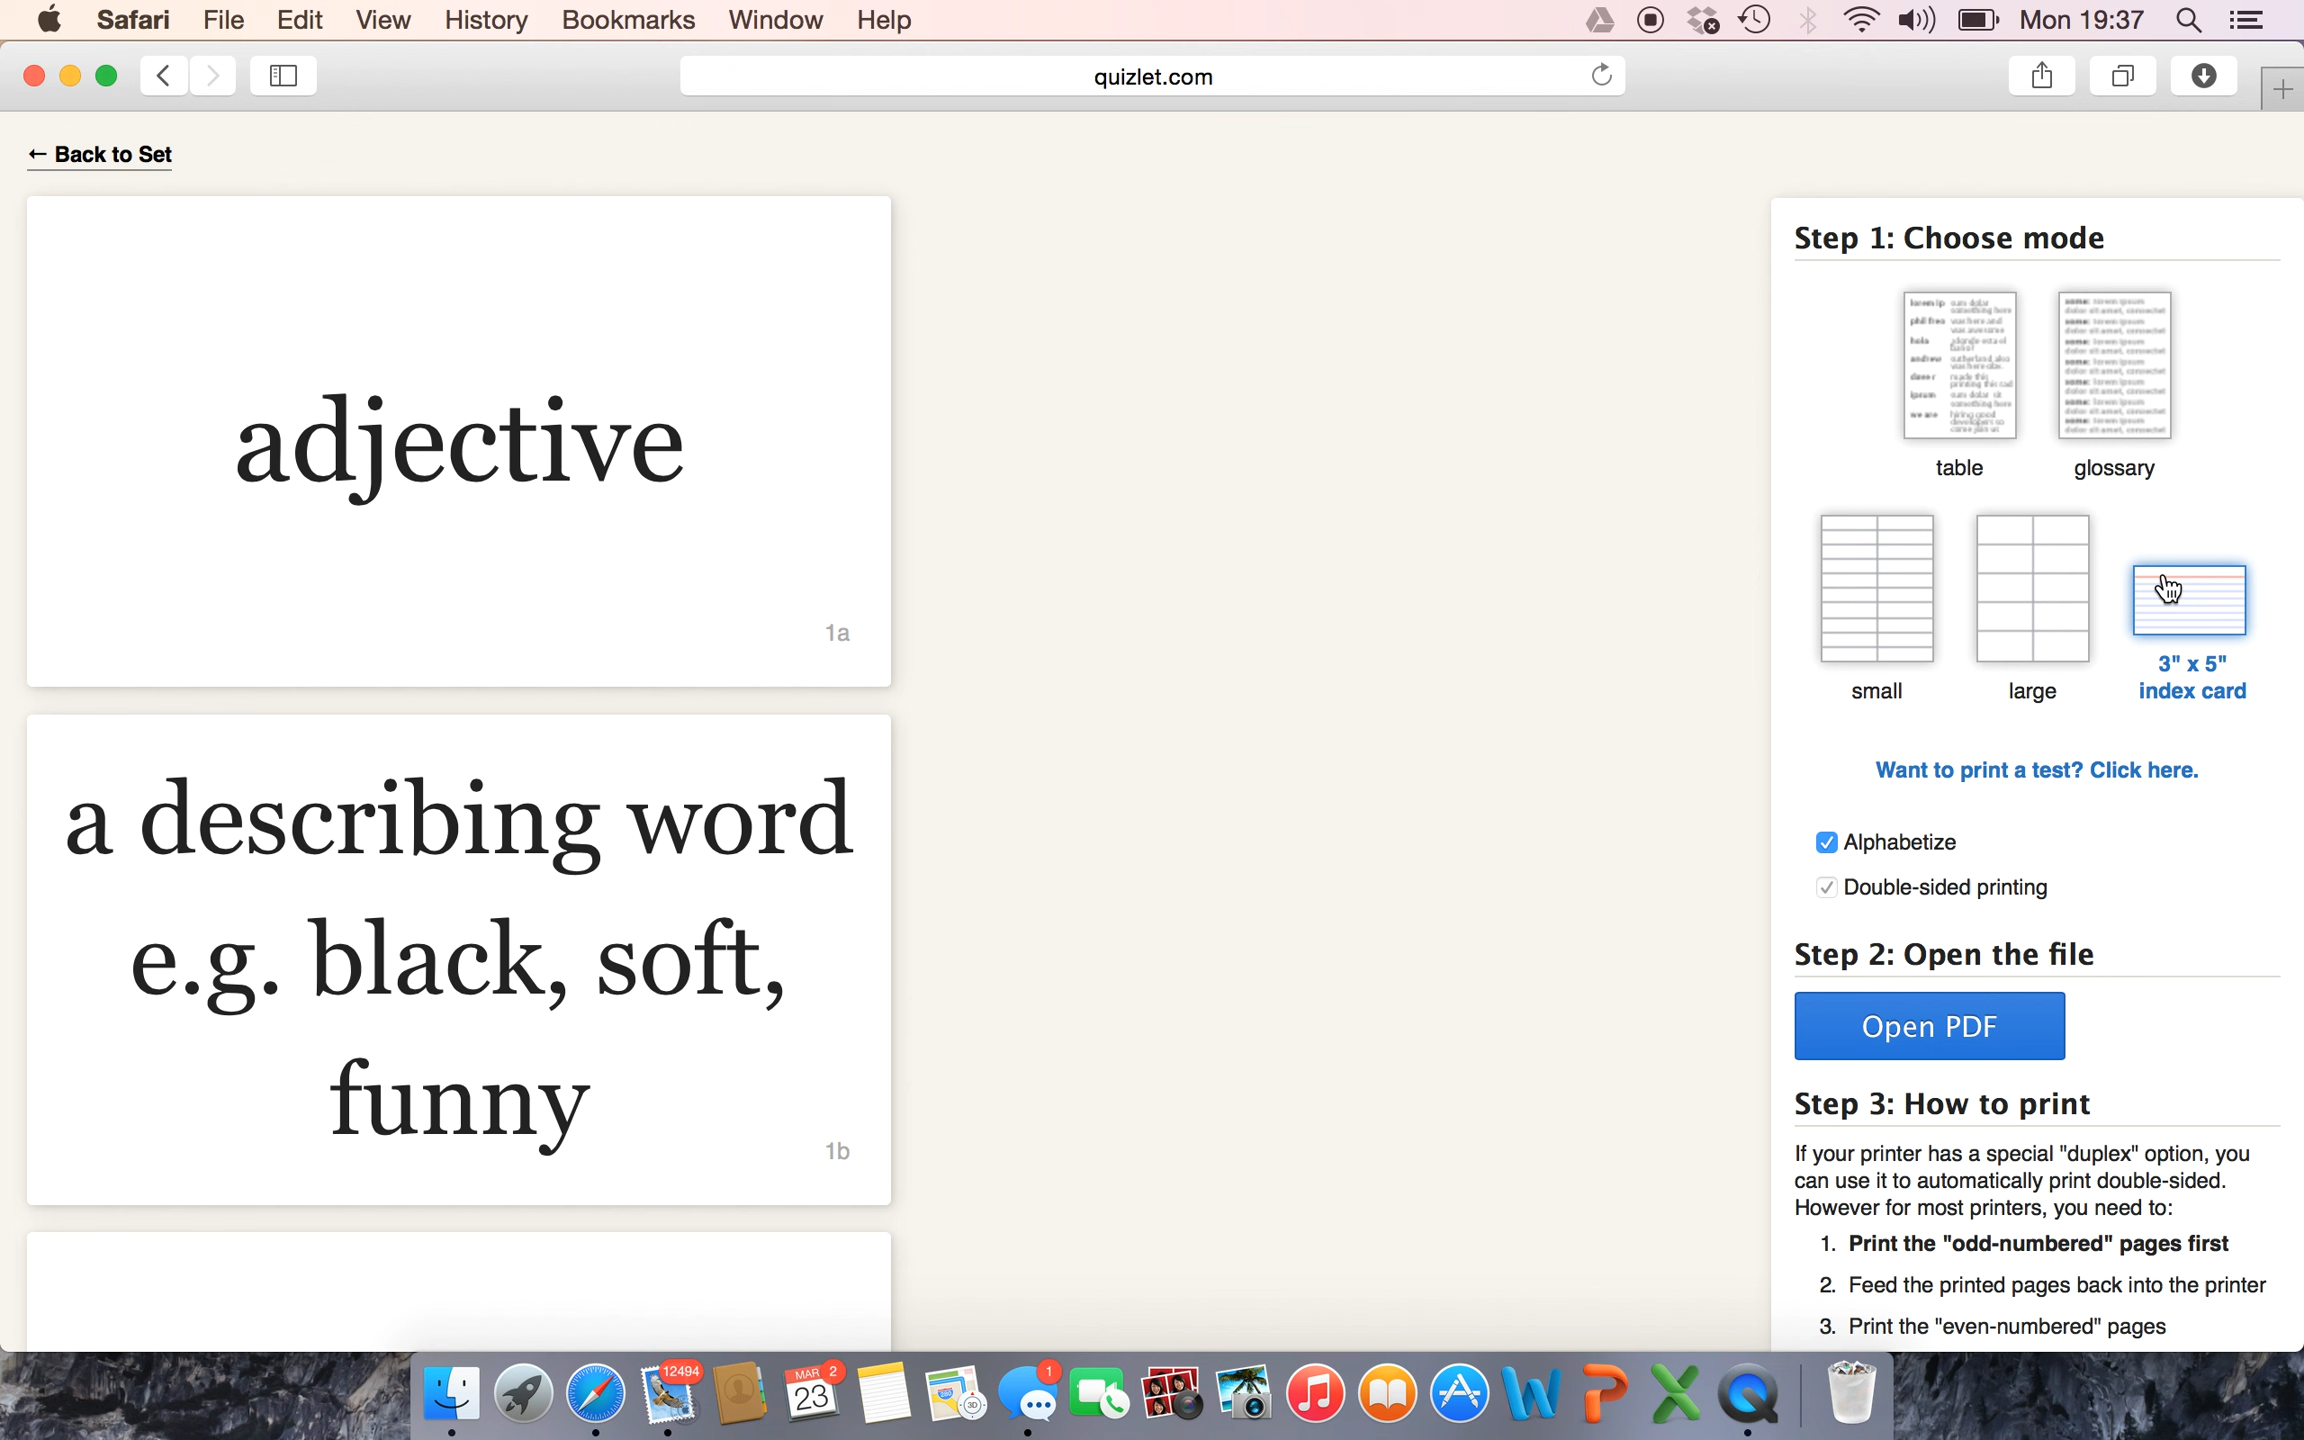 Safari File Edit View History Bookmarks Window Help Mon 19:37
quizlet.com
← Back to Set
adjective
1a
a describing word
e.g. black, soft,
funny
1b
Step 1: Choose mode
table glossary
small large
3" x 5"
index card
Want to print a test? Click here.
Alphabetize
Double-sided printing
Step 2: Open the file
Open PDF
Step 3: How to print
If your printer has a special "duplex" option, you
can use it to automatically print double-sided.
However for most printers, you need to:
1. Print the "odd-numbered" pages first
2. Feed the printed pages back into the printer
3. Print the "even-numbered" pages
12494
MAR 2
23
280
3D
1